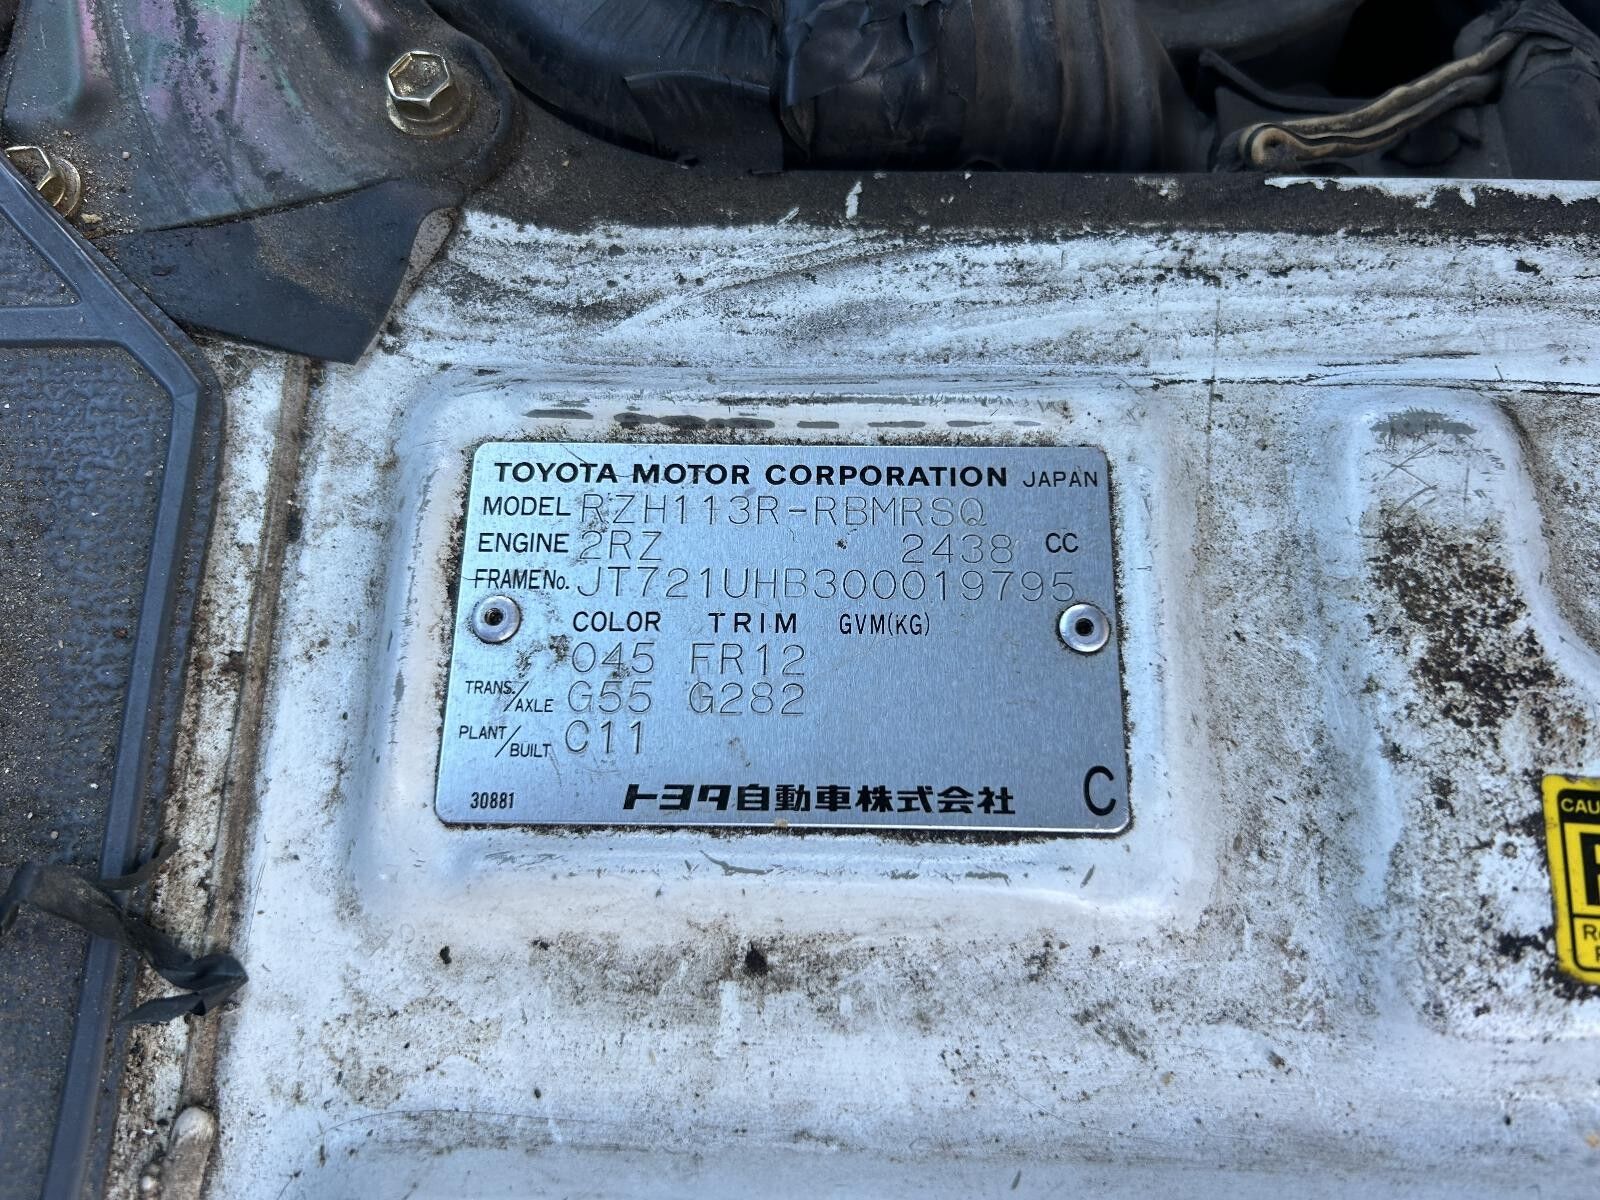 TOYOTA MOTOR CORPORATION JAPAN
MODEL RZH113R-RBMRSQ
ENGINE 2RZ 2438 CC
FRAME No. JT721UHB300019795
COLOR TRIM GVM(KG)
045 FR12
TRANS./AXLE G55 G282
PLANT/BUILT C11
30881 トヨタ自動車株式会社 C